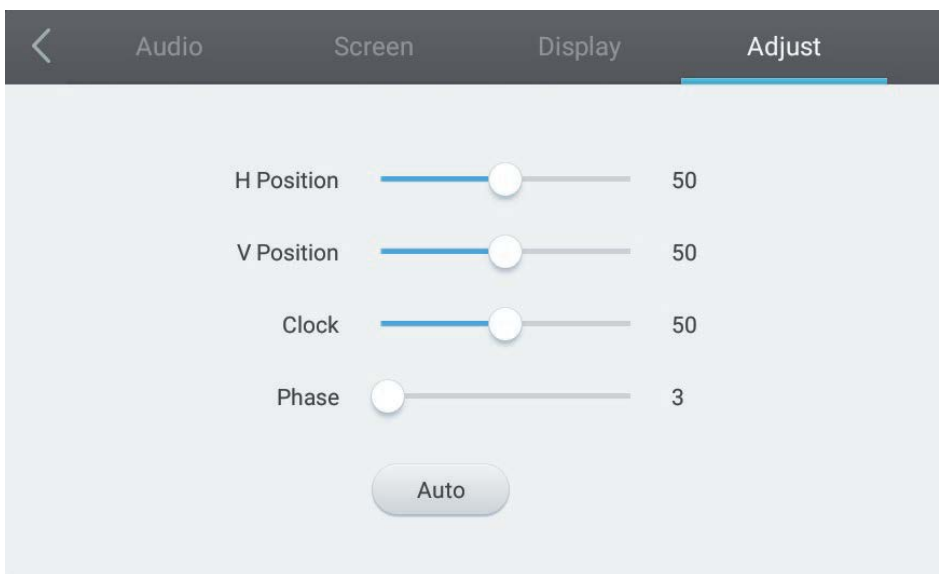 Audio Screen Display Adjust
H Position 50
V Position 50
Clock 50
Phase 3
Auto